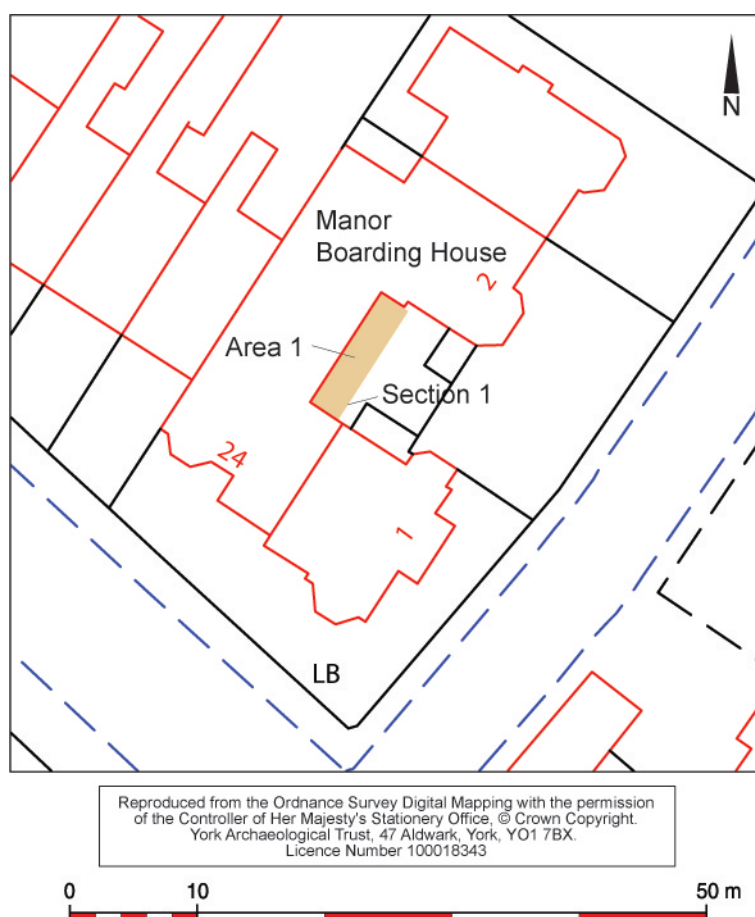 N
Manor
Boarding House
2
Area 1
Section 1
24
1
LB
Reproduced from the Ordnance Survey Digital Mapping with the permission
of the Controller of Her Majesty's Stationery Office, © Crown Copyright.
York Archaeological Trust, 47 Aldwark, York, YO1 7BX.
Licence Number 100018343
0 10 50 m